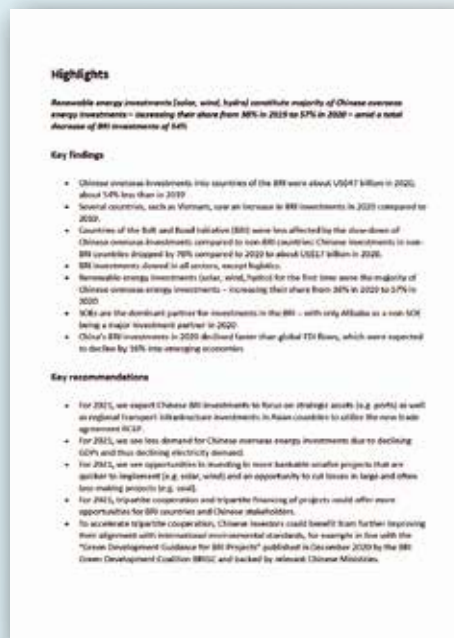 Highlights
Renewable energy investments (solar, wind, hydro) constitute majority of Chinese overseas
energy investments – increasing their share from 38% in 2019 to 57% in 2020 – amid a total
decrease of BRI investments of 54%
Key findings
• Chinese overseas investments into countries of the BRI were about US$47 billion in 2020,
about 54% less than in 2019
• Several countries, such as Vietnam, saw an increase in BRI investments in 2020 compared to
2019.
• Countries of the Belt and Road Initiative (BRI) were less affected by the slow-down of
Chinese overseas investments compared to non-BRI countries: Chinese investments in non-
BRI countries dropped by 70% compared to 2019 to about US$17 billion in 2020.
• BRI investments slowed in all sectors, except logistics.
• Renewable energy investments (solar, wind, hydro) for the first time were the majority of
Chinese overseas energy investments – increasing their share from 38% in 2019 to 57% in
2020
• SOEs are the dominant partner for investments in the BRI – with only Alibaba as a non-SOE
being a major investment partner in 2020
• China's BRI investments in 2020 declined faster than global FDI flows, which were expected
to decline by 16% into emerging economies
Key recommendations
• For 2021, we expect Chinese BRI investments to focus on strategic assets (e.g. ports) as well
as regional transport infrastructure investments in Asian countries to utilize the new trade
agreement RCEP.
• For 2021, we see less demand for Chinese overseas energy investments due to declining
GDPs and thus declining electricity demand.
• For 2021, we see opportunities in investing in more bankable smaller projects that are
quicker to implement (e.g. solar, wind) and an opportunity to cut losses in large and often
loss-making projects (e.g. coal).
• For 2021, tripartite cooperation and tripartite financing of projects could offer more
opportunities for BRI countries and Chinese stakeholders.
• To accelerate tripartite cooperation, Chinese investors could benefit from further improving
their alignment with international environmental standards, for example in line with the
"Green Development Guidance for BRI Projects" published in December 2020 by the BRI
Green Development Coalition BRIGC and backed by relevant Chinese Ministries.